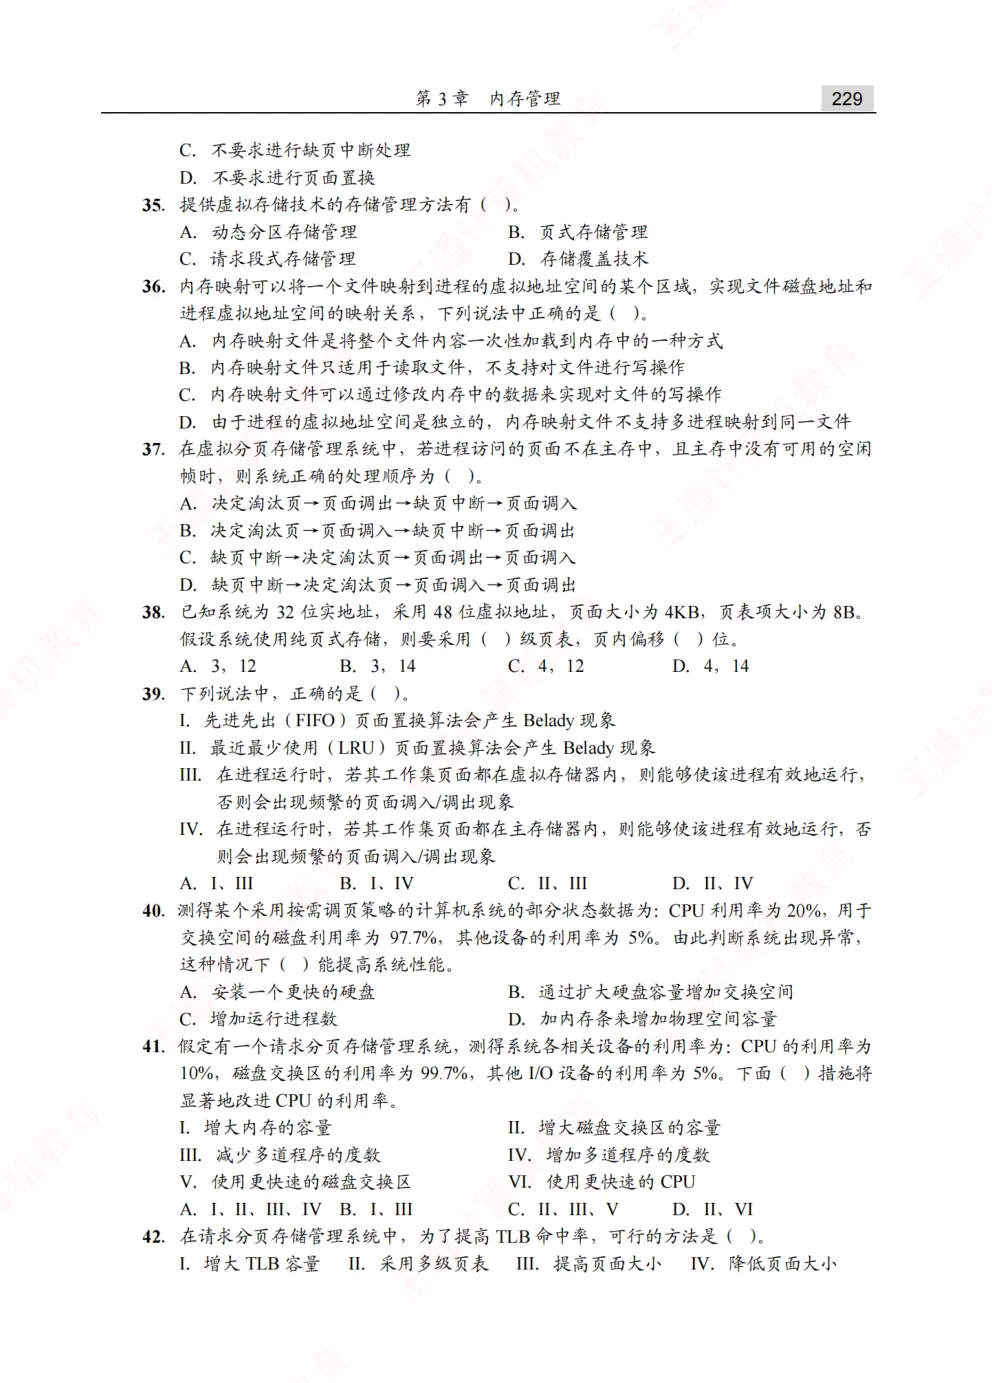 第 3 章 内存管理 229
C. 不要求进行缺页中断处理
D. 不要求进行页面置换
35. 提供虚拟存储技术的存储管理方法有（ ）。
A. 动态分区存储管理 B. 页式存储管理
C. 请求段式存储管理 D. 存储覆盖技术
36. 内存映射可以将一个文件映射到进程的虚拟地址空间的某个区域，实现文件磁盘地址和
进程虚拟地址空间的映射关系，下列说法中正确的是（ ）。
A. 内存映射文件是将整个文件内容一次性加载到内存中的一种方式
B. 内存映射文件只适用于读取文件，不支持对文件进行写操作
C. 内存映射文件可以通过修改内存中的数据来实现对文件的写操作
D. 由于进程的虚拟地址空间是独立的，内存映射文件不支持多进程映射到同一文件
37. 在虚拟分页存储管理系统中，若进程访问的页面不在主存中，且主存中没有可用的空闲
帧时，则系统正确的处理顺序为（ ）。
A. 决定淘汰页→页面调出→缺页中断→页面调入
B. 决定淘汰页→页面调入→缺页中断→页面调出
C. 缺页中断→决定淘汰页→页面调出→页面调入
D. 缺页中断→决定淘汰页→页面调入→页面调出
38. 已知系统为 32 位实地址，采用 48 位虚拟地址，页面大小为 4KB，页表项大小为 8B。
假设系统使用纯页式存储，则要采用（ ）级页表，页内偏移（ ）位。
A. 3，12 B. 3，14 C. 4，12 D. 4，14
39. 下列说法中，正确的是（ ）。
I. 先进先出（FIFO）页面置换算法会产生 Belady 现象
II. 最近最少使用（LRU）页面置换算法会产生 Belady 现象
III. 在进程运行时，若其工作集页面都在虚拟存储器内，则能够使该进程有效地运行，
否则会出现频繁的页面调入/调出现象
IV. 在进程运行时，若其工作集页面都在主存储器内，则能够使该进程有效地运行，否
则会出现频繁的页面调入/调出现象
A. I、III B. I、IV C. II、III D. II、IV
40. 测得某个采用按需调页策略的计算机系统的部分状态数据为：CPU 利用率为 20%，用于
交换空间的磁盘利用率为 97.7%，其他设备的利用率为 5%。由此判断系统出现异常，
这种情况下（ ）能提高系统性能。
A. 安装一个更快的硬盘 B. 通过扩大硬盘容量增加交换空间
C. 增加运行进程数 D. 加内存条来增加物理空间容量
41. 假定有一个请求分页存储管理系统，测得系统各相关设备的利用率为：CPU 的利用率为
10%，磁盘交换区的利用率为 99.7%，其他 I/O 设备的利用率为 5%。下面（ ）措施将
显著地改进 CPU 的利用率。
I. 增大内存的容量 II. 增大磁盘交换区的容量
III. 减少多道程序的度数 IV. 增加多道程序的度数
V. 使用更快速的磁盘交换区 VI. 使用更快速的 CPU
A. I、II、III、IV B. I、III C. II、III、V D. II、VI
42. 在请求分页存储管理系统中，为了提高 TLB 命中率，可行的方法是（ ）。
I. 增大 TLB 容量 II. 采用多级页表 III. 提高页面大小 IV. 降低页面大小